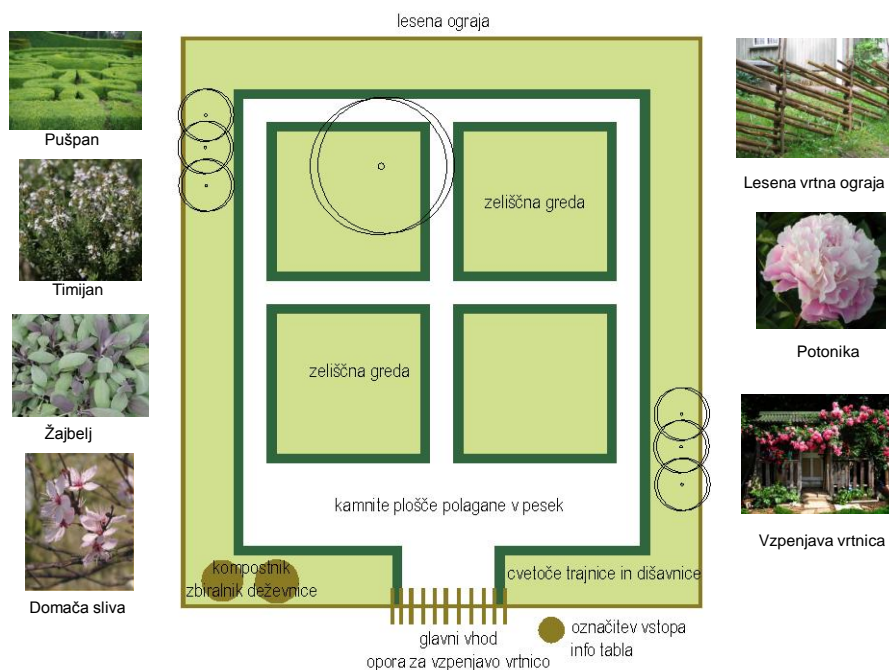 lesena ograja
Pušpan
Timijan
Žajbelj
Domača sliva
zeliščna greda
zeliščna greda
kamnite plošče polagane v pesek
kompostnik
zbiralnik deževnice
cvetoče trajnice in dišavnice
glavni vhod
opora za vzpenjavo vrtnico
označitev vstopa
info tabla
Lesena vrtna ograja
Potonika
Vzpenjava vrtnica